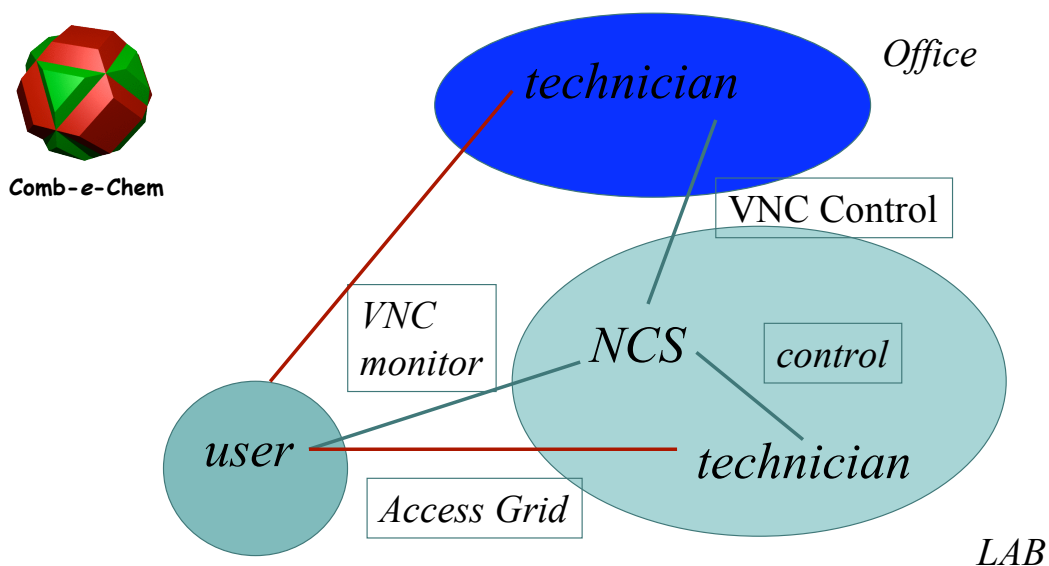 Office
technician
Comb-e-Chem
VNC Control
VNC
monitor
NCS
control
user
technician
Access Grid
LAB